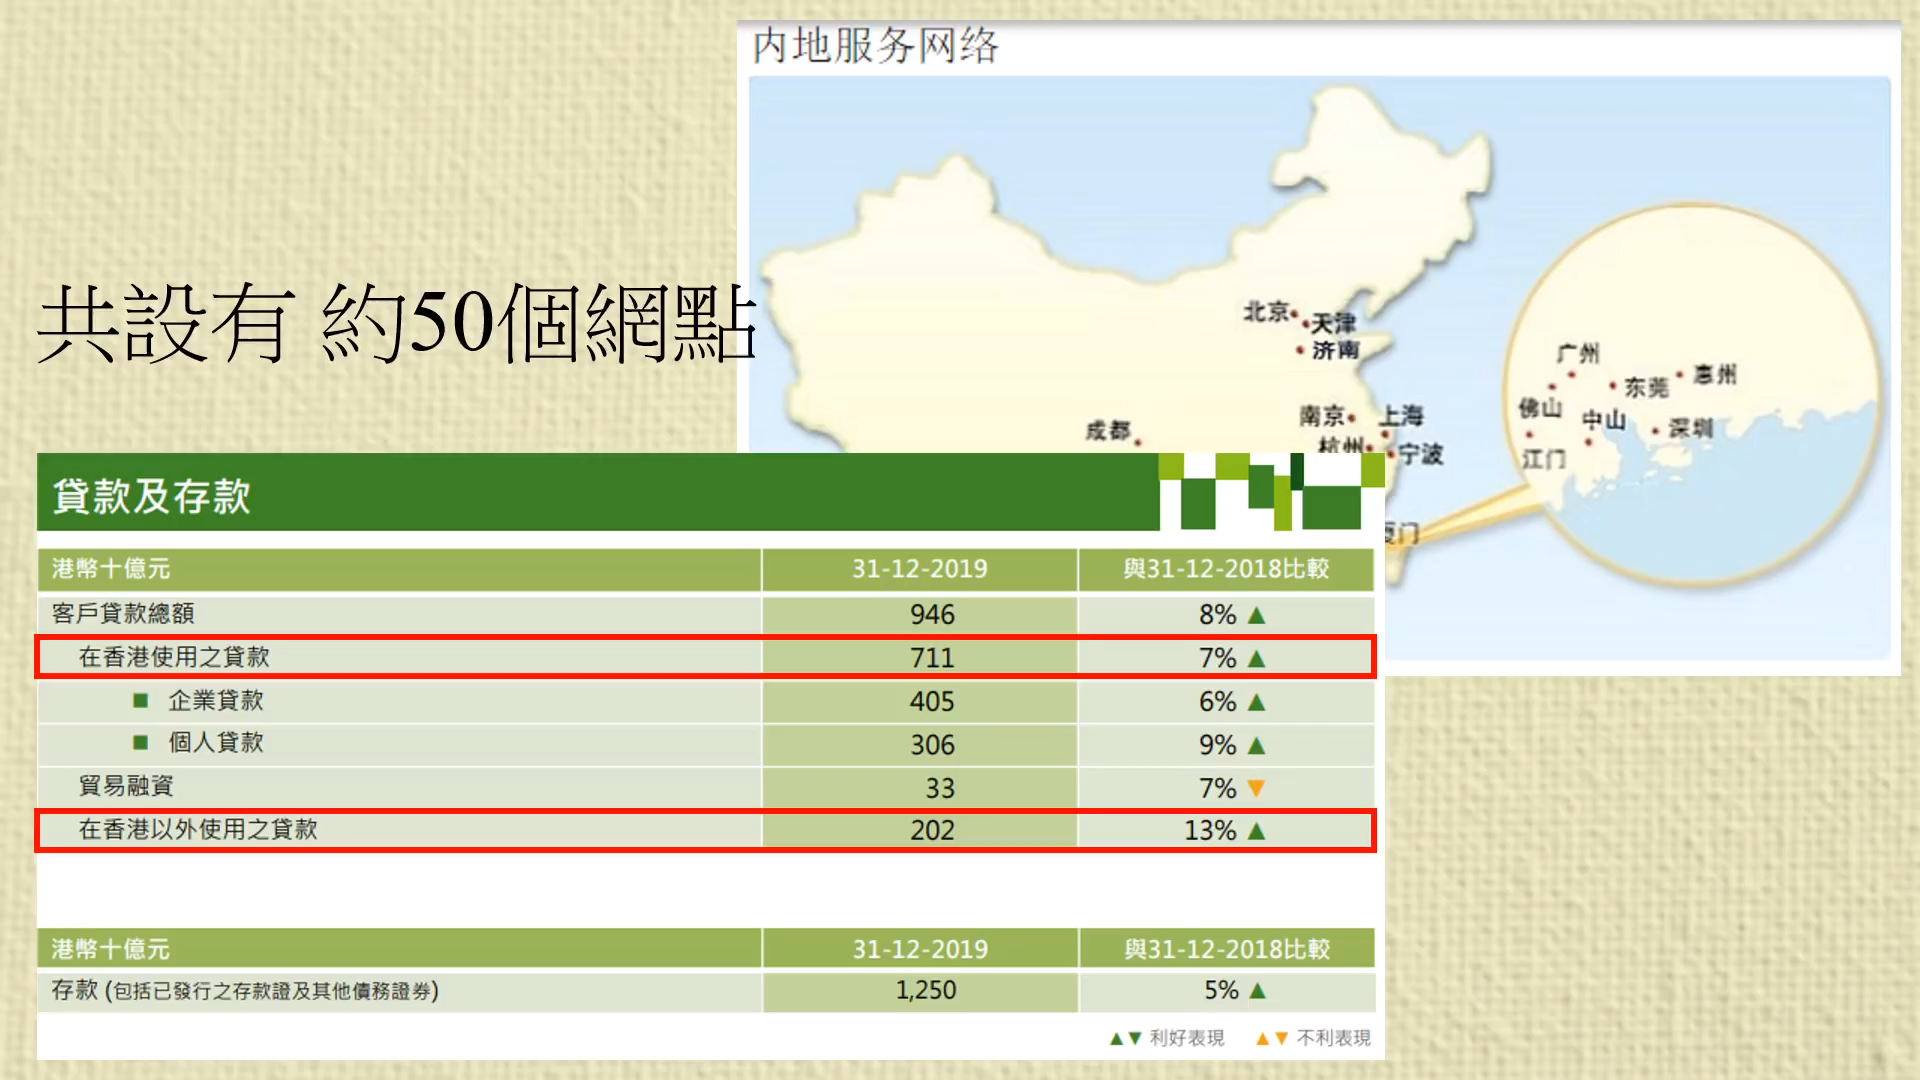 内地服务网络
共設有 約50個網點
北京
天津
济南
南京
上海
杭州
宁波
成都
厦门
广州
东莞
惠州
佛山
中山
深圳
江门
貸款及存款
港幣十億元 31-12-2019 與31-12-2018比較
客戶貸款總額 946 8% ▲
在香港使用之貸款 711 7% ▲
■ 企業貸款 405 6% ▲
■ 個人貸款 306 9% ▲
貿易融資 33 7% ▼
在香港以外使用之貸款 202 13% ▲
港幣十億元 31-12-2019 與31-12-2018比較
存款 (包括已發行之存款證及其他債務證券) 1,250 5% ▲
▲▼ 利好表現 ▲▼ 不利表現